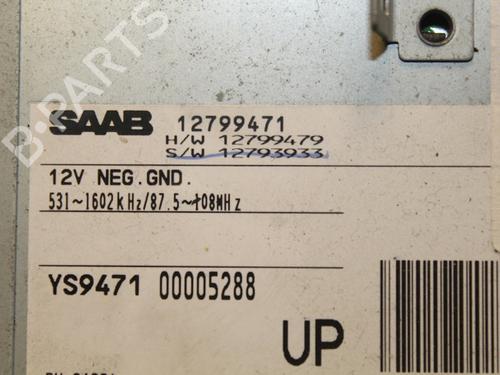 B-PARTS
SAAB 12799471
H/W 12799479
S/W 12793933
12V NEG.GND.
531~1602kHz/87.5~108MHz
YS9471 00005288
UP